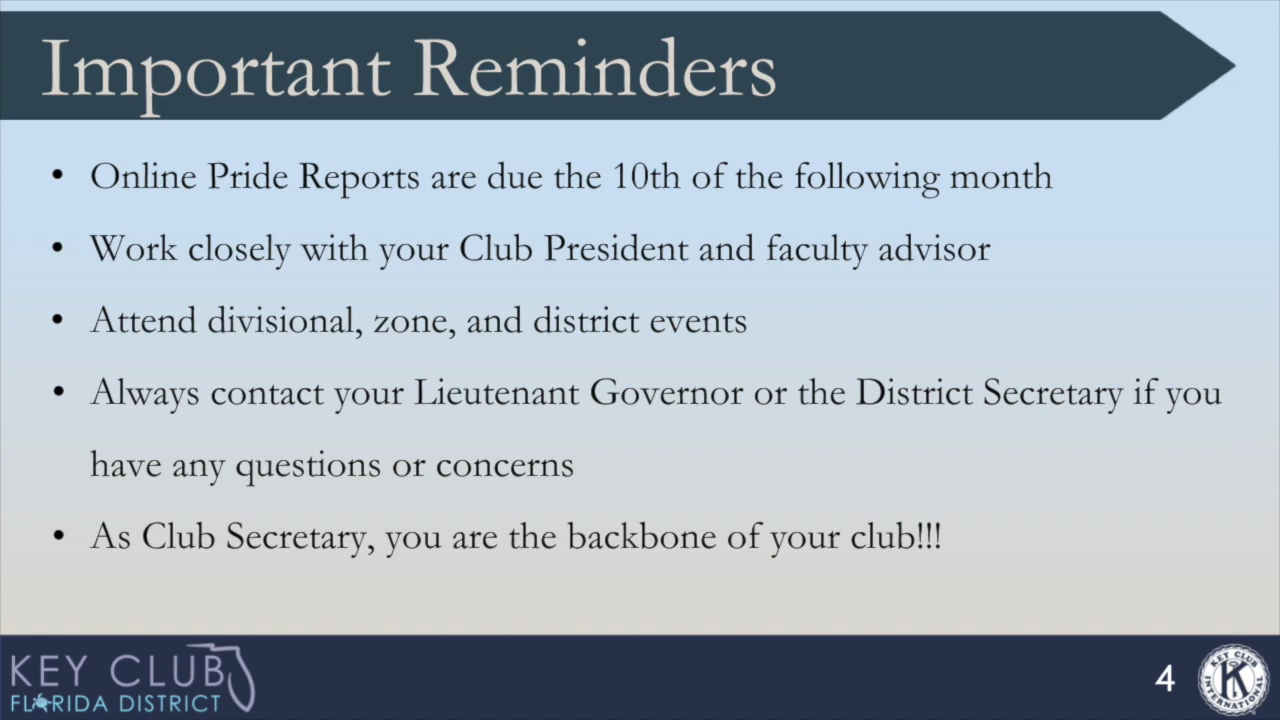 Important Reminders
• Online Pride Reports are due the 10th of the following month
• Work closely with your Club President and faculty advisor
• Attend divisional, zone, and district events
• Always contact your Lieutenant Governor or the District Secretary if you
have any questions or concerns
• As Club Secretary, you are the backbone of your club!!!
KEY CLUB
FLORIDA DISTRICT
4
KEY CLUB
K
INTERNATIONAL